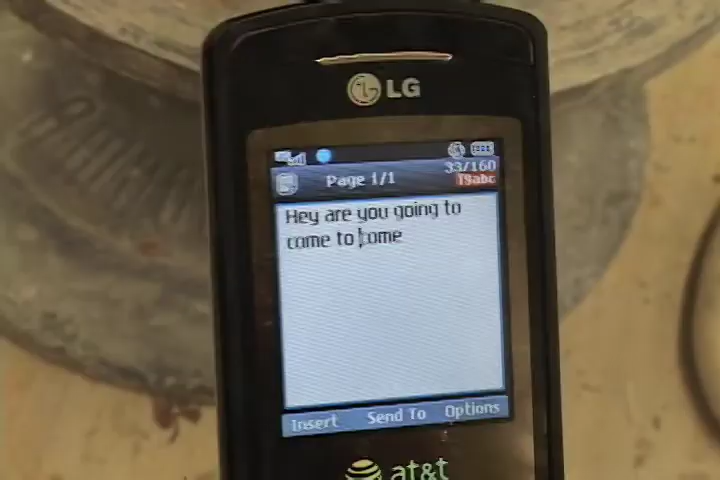 LG
33/160
Page 1/1
T9abc
Hey are you going to
come to come
Insert Send To Options
at&t